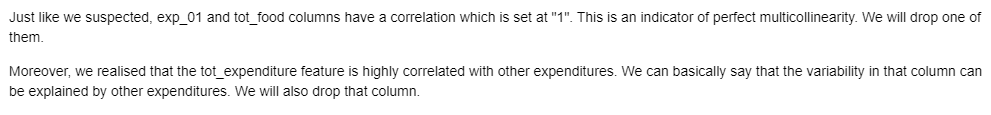 Just like we suspected, exp_01 and tot_food columns have a correlation which is set at "1". This is an indicator of perfect multicollinearity. We will drop one of
them.
Moreover, we realised that the tot_expenditure feature is highly correlated with other expenditures. We can basically say that the variability in that column can
be explained by other expenditures. We will also drop that column.